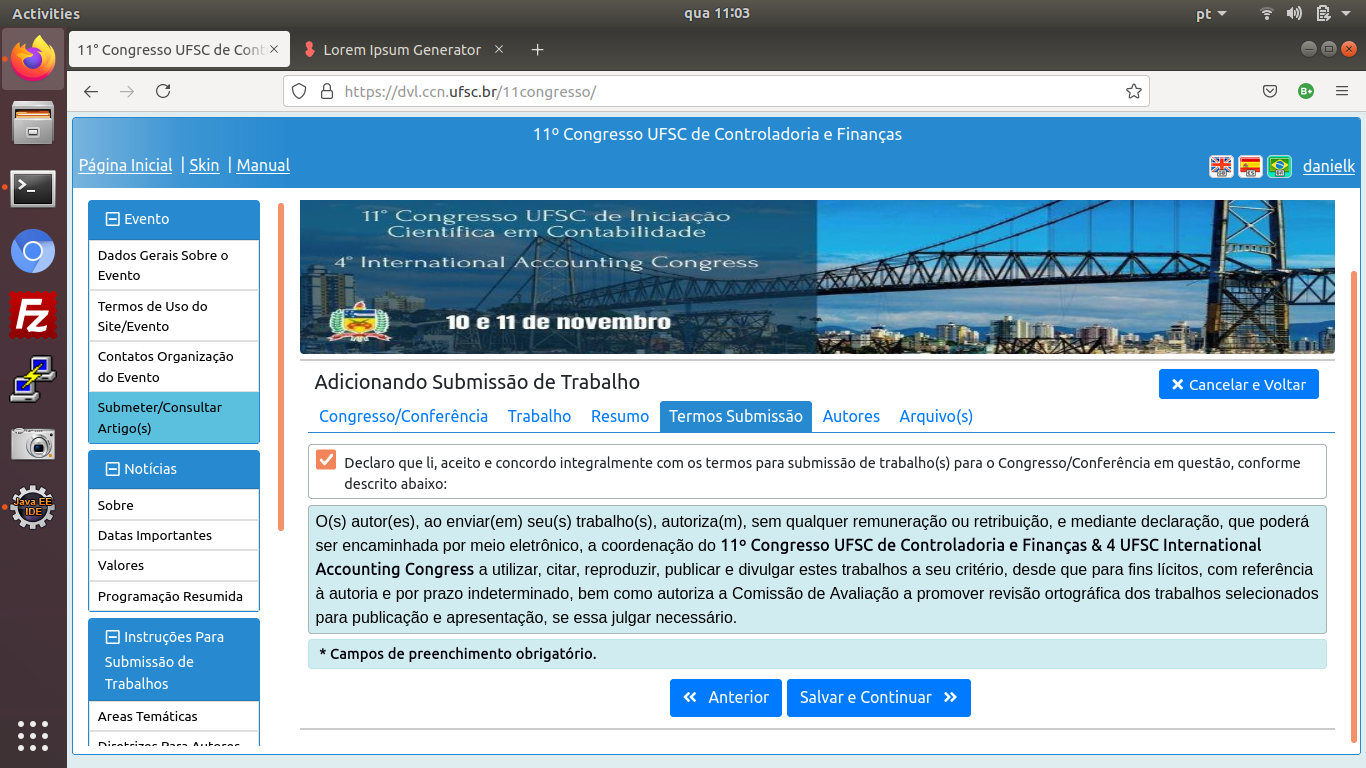 Activities
qua 11:03
pt
11° Congresso UFSC de Cont
Lorem Ipsum Generator
https://dvl.ccn.ufsc.br/11congresso/
B+
11º Congresso UFSC de Controladoria e Finanças
Página Inicial | Skin | Manual
danielk
Evento
Dados Gerais Sobre o
Evento
Termos de Uso do
Site/Evento
Contatos Organização
do Evento
Submeter/Consultar
Artigo(s)
Notícias
Sobre
Datas Importantes
Valores
Programação Resumida
Instruções Para
Submissão de
Trabalhos
Areas Temáticas
Diretrizes Para Autores
11° Congresso UFSC de Iniciação
Científica em Contabilidade
4° International Accounting Congress
10 e 11 de novembro
Adicionando Submissão de Trabalho
Cancelar e Voltar
Congresso/Conferência
Trabalho
Resumo
Termos Submissão
Autores
Arquivo(s)
Declaro que li, aceito e concordo integralmente com os termos para submissão de trabalho(s) para o Congresso/Conferência em questão, conforme
descrito abaixo:
O(s) autor(es), ao enviar(em) seu(s) trabalho(s), autoriza(m), sem qualquer remuneração ou retribuição, e mediante declaração, que poderá
ser encaminhada por meio eletrônico, a coordenação do 11º Congresso UFSC de Controladoria e Finanças & 4 UFSC International
Accounting Congress a utilizar, citar, reproduzir, publicar e divulgar estes trabalhos a seu critério, desde que para fins lícitos, com referência
à autoria e por prazo indeterminado, bem como autoriza a Comissão de Avaliação a promover revisão ortográfica dos trabalhos selecionados
para publicação e apresentação, se essa julgar necessário.
* Campos de preenchimento obrigatório.
Anterior
Salvar e Continuar
Fz
Java EE
IDE